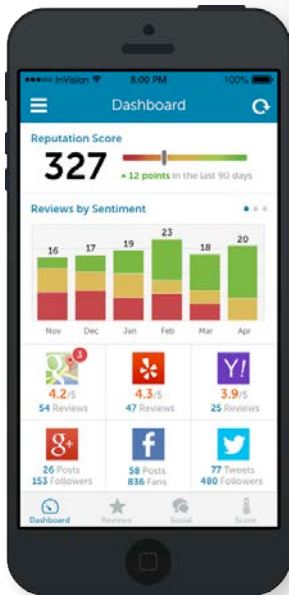 InVision 8:00 PM 100%
Dashboard
Reputation Score
327
12 points in the last 90 days
Reviews by Sentiment
16 17 19 23 18 20
Nov Dec Jan Feb Mar Apr
3
Y!
4.2/5 4.3/5 3.9/5
54 Reviews 47 Reviews 25 Reviews
g+ f
26 Posts 58 Posts 77 Tweets
153 Followers 836 Fans 480 Followers
Dashboard Reviews Social Score